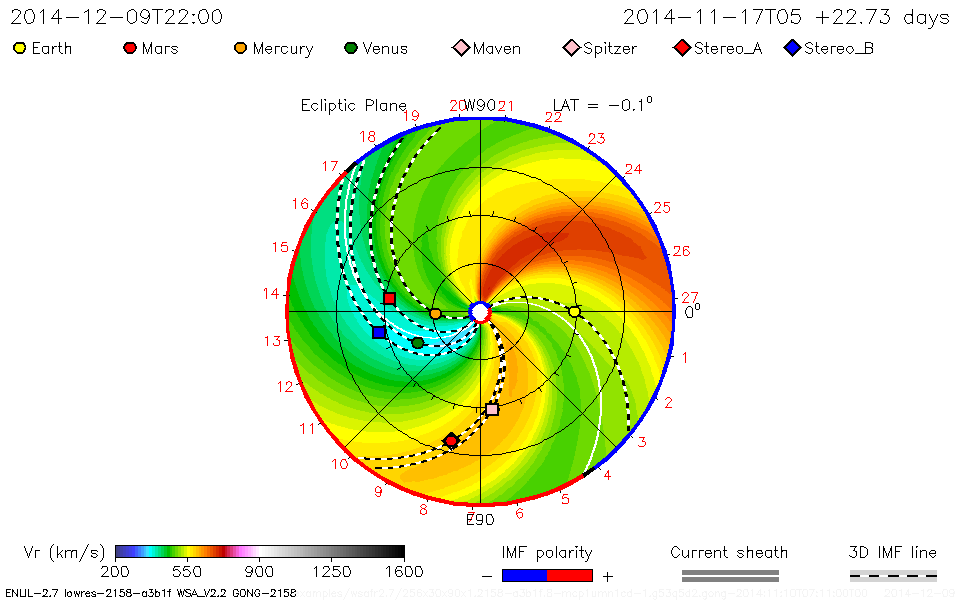 2014-12-09T22:00 2014-11-17T05 +22.73 days
Earth Mars Mercury Venus Maven Spitzer Stereo_A Stereo_B
Ecliptic Plane W90 LAT = -0.1⁰
19 20 21 22
18 23
17 24
16 25
15 26
14 27
0⁰
13 1
12 2
11 3
10 4
9 5
8 7 6
E90
Vr (km/s) IMF polarity Current sheath 3D IMF line
- +
200 550 900 1250 1600
ENLIL-2.7 lowres-2158-a3b1f WSA_V2.2 GONG-2158